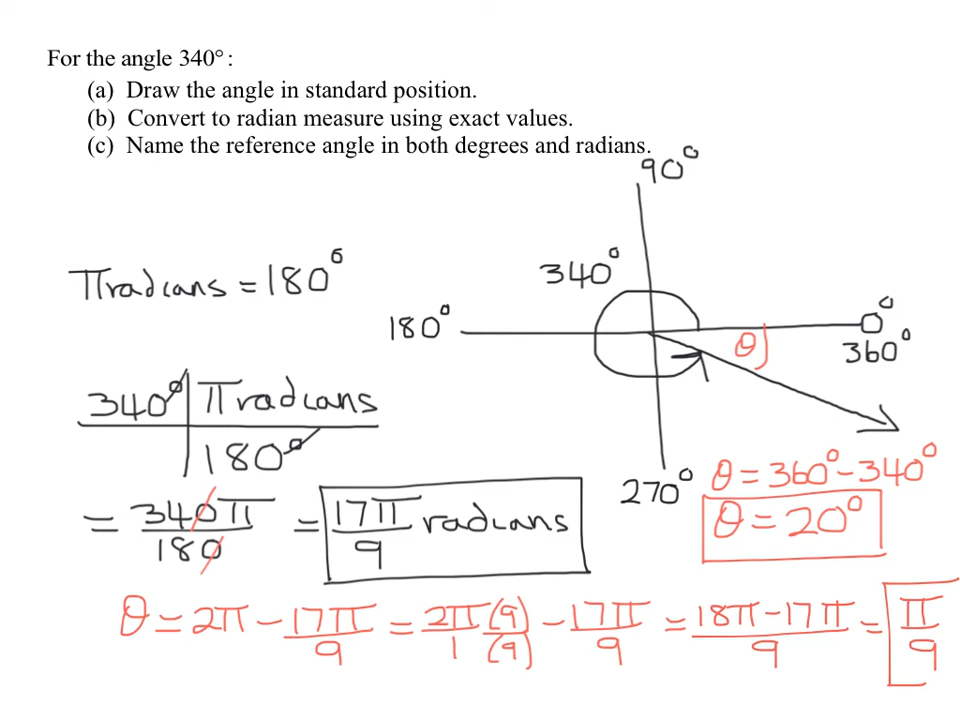 For the angle 340° :
(a) Draw the angle in standard position.
(b) Convert to radian measure using exact values.
(c) Name the reference angle in both degrees and radians.
90°
340°
πradians = 180°
180°
0°
360°
θ
340° | π radians
180°
270°
θ = 360° - 340°
θ = 20°
= 340π/180 = 17π/9 radians
θ = 2π - 17π/9 = 2π/1 (9)/(9) - 17π/9 = 18π - 17π/9 = π/9